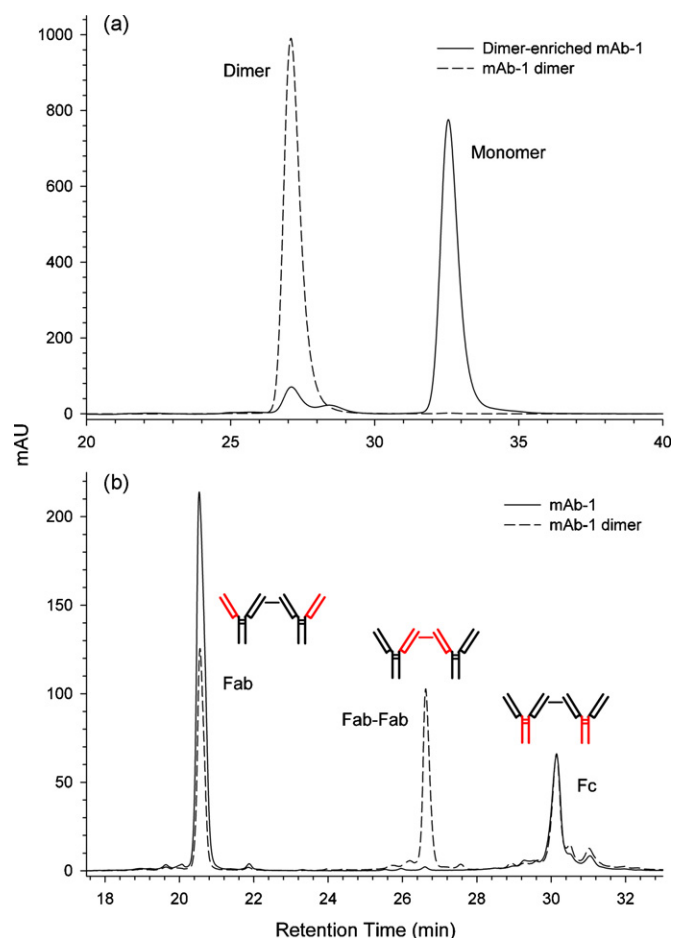 (a)
Dimer-enriched mAb-1
mAb-1 dimer
Dimer
Monomer
1000
800
600
400
200
0
20 25 30 35 40
mAU
(b)
mAb-1
mAb-1 dimer
Fab
Fab-Fab
Fc
200
150
100
50
0
18 20 22 24 26 28 30 32
Retention Time (min)